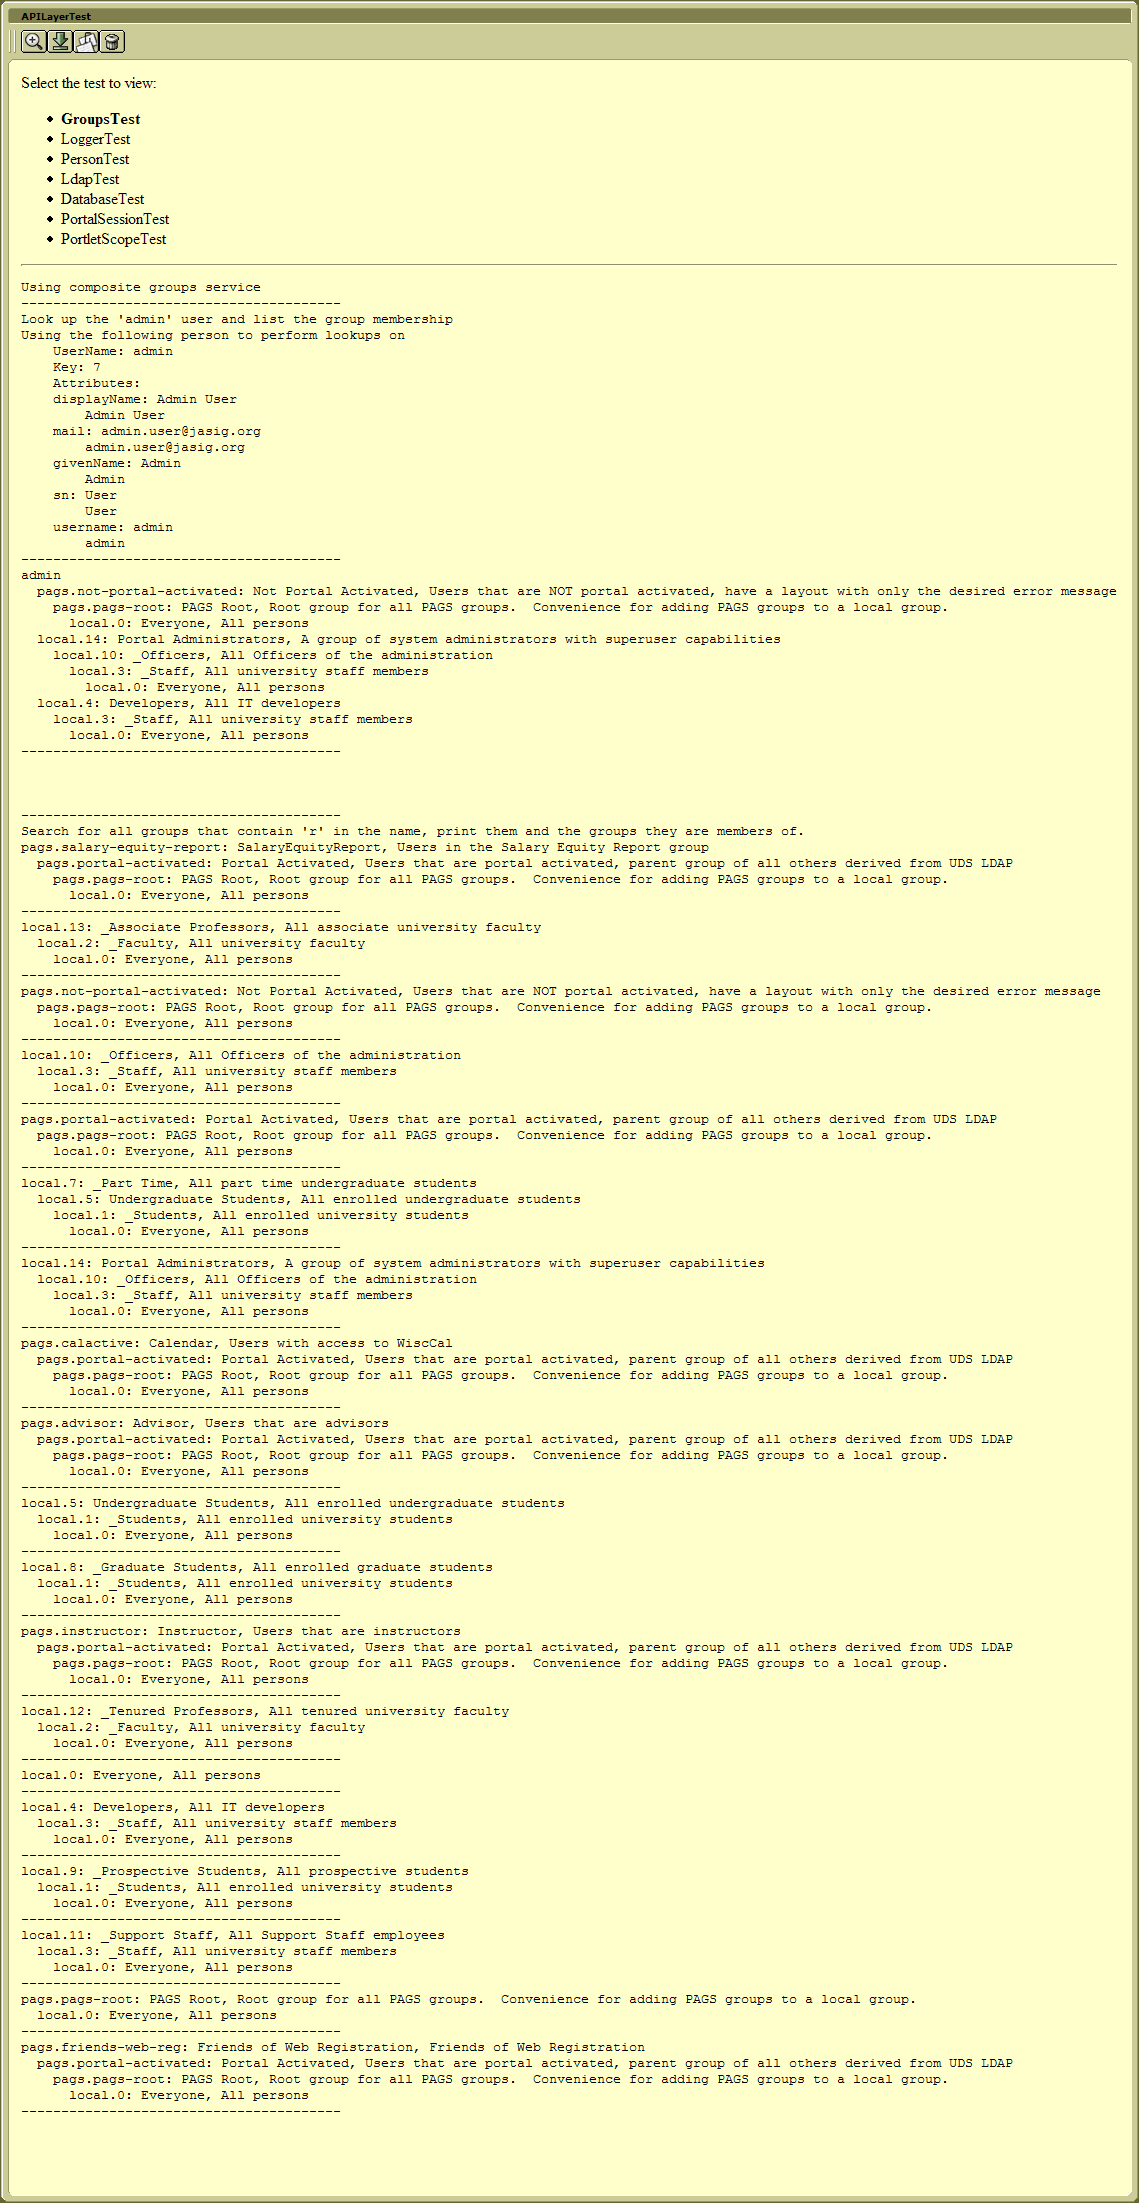 APILayerTest
Select the test to view:
GroupsTest
LoggerTest
PersonTest
LdapTest
DatabaseTest
PortalSessionTest
PortletScopeTest
Using composite groups service
----------------------------------------
Look up the 'admin' user and list the group membership
Using the following person to perform lookups on
    UserName: admin
    Key: 7
    Attributes:
    displayName: Admin User
        Admin User
    mail: admin.user@jasig.org
        admin.user@jasig.org
    givenName: Admin
        Admin
    sn: User
        User
    username: admin
        admin
----------------------------------------
admin
  pags.not-portal-activated: Not Portal Activated, Users that are NOT portal activated, have a layout with only the desired error message
    pags.pags-root: PAGS Root, Root group for all PAGS groups.  Convenience for adding PAGS groups to a local group.
      local.0: Everyone, All persons
  local.14: Portal Administrators, A group of system administrators with superuser capabilities
    local.10: _Officers, All Officers of the administration
      local.3: _Staff, All university staff members
        local.0: Everyone, All persons
  local.4: Developers, All IT developers
    local.3: _Staff, All university staff members
      local.0: Everyone, All persons
----------------------------------------
----------------------------------------
Search for all groups that contain 'r' in the name, print them and the groups they are members of.
pags.salary-equity-report: SalaryEquityReport, Users in the Salary Equity Report group
  pags.portal-activated: Portal Activated, Users that are portal activated, parent group of all others derived from UDS LDAP
    pags.pags-root: PAGS Root, Root group for all PAGS groups.  Convenience for adding PAGS groups to a local group.
      local.0: Everyone, All persons
----------------------------------------
local.13: _Associate Professors, All associate university faculty
  local.2: _Faculty, All university faculty
    local.0: Everyone, All persons
----------------------------------------
pags.not-portal-activated: Not Portal Activated, Users that are NOT portal activated, have a layout with only the desired error message
  pags.pags-root: PAGS Root, Root group for all PAGS groups.  Convenience for adding PAGS groups to a local group.
    local.0: Everyone, All persons
----------------------------------------
local.10: _Officers, All Officers of the administration
  local.3: _Staff, All university staff members
    local.0: Everyone, All persons
----------------------------------------
pags.portal-activated: Portal Activated, Users that are portal activated, parent group of all others derived from UDS LDAP
  pags.pags-root: PAGS Root, Root group for all PAGS groups.  Convenience for adding PAGS groups to a local group.
    local.0: Everyone, All persons
----------------------------------------
local.7: _Part Time, All part time undergraduate students
  local.5: Undergraduate Students, All enrolled undergraduate students
    local.1: _Students, All enrolled university students
      local.0: Everyone, All persons
----------------------------------------
local.14: Portal Administrators, A group of system administrators with superuser capabilities
  local.10: _Officers, All Officers of the administration
    local.3: _Staff, All university staff members
      local.0: Everyone, All persons
----------------------------------------
pags.calactive: Calendar, Users with access to WiscCal
  pags.portal-activated: Portal Activated, Users that are portal activated, parent group of all others derived from UDS LDAP
    pags.pags-root: PAGS Root, Root group for all PAGS groups.  Convenience for adding PAGS groups to a local group.
      local.0: Everyone, All persons
----------------------------------------
pags.advisor: Advisor, Users that are advisors
  pags.portal-activated: Portal Activated, Users that are portal activated, parent group of all others derived from UDS LDAP
    pags.pags-root: PAGS Root, Root group for all PAGS groups.  Convenience for adding PAGS groups to a local group.
      local.0: Everyone, All persons
----------------------------------------
local.5: Undergraduate Students, All enrolled undergraduate students
  local.1: _Students, All enrolled university students
    local.0: Everyone, All persons
----------------------------------------
local.8: _Graduate Students, All enrolled graduate students
  local.1: _Students, All enrolled university students
    local.0: Everyone, All persons
----------------------------------------
pags.instructor: Instructor, Users that are instructors
  pags.portal-activated: Portal Activated, Users that are portal activated, parent group of all others derived from UDS LDAP
    pags.pags-root: PAGS Root, Root group for all PAGS groups.  Convenience for adding PAGS groups to a local group.
      local.0: Everyone, All persons
----------------------------------------
local.12: _Tenured Professors, All tenured university faculty
  local.2: _Faculty, All university faculty
    local.0: Everyone, All persons
----------------------------------------
local.0: Everyone, All persons
----------------------------------------
local.4: Developers, All IT developers
  local.3: _Staff, All university staff members
    local.0: Everyone, All persons
----------------------------------------
local.9: _Prospective Students, All prospective students
  local.1: _Students, All enrolled university students
    local.0: Everyone, All persons
----------------------------------------
local.11: _Support Staff, All Support Staff employees
  local.3: _Staff, All university staff members
    local.0: Everyone, All persons
----------------------------------------
pags.pags-root: PAGS Root, Root group for all PAGS groups.  Convenience for adding PAGS groups to a local group.
  local.0: Everyone, All persons
----------------------------------------
pags.friends-web-reg: Friends of Web Registration, Friends of Web Registration
  pags.portal-activated: Portal Activated, Users that are portal activated, parent group of all others derived from UDS LDAP
    pags.pags-root: PAGS Root, Root group for all PAGS groups.  Convenience for adding PAGS groups to a local group.
      local.0: Everyone, All persons
----------------------------------------